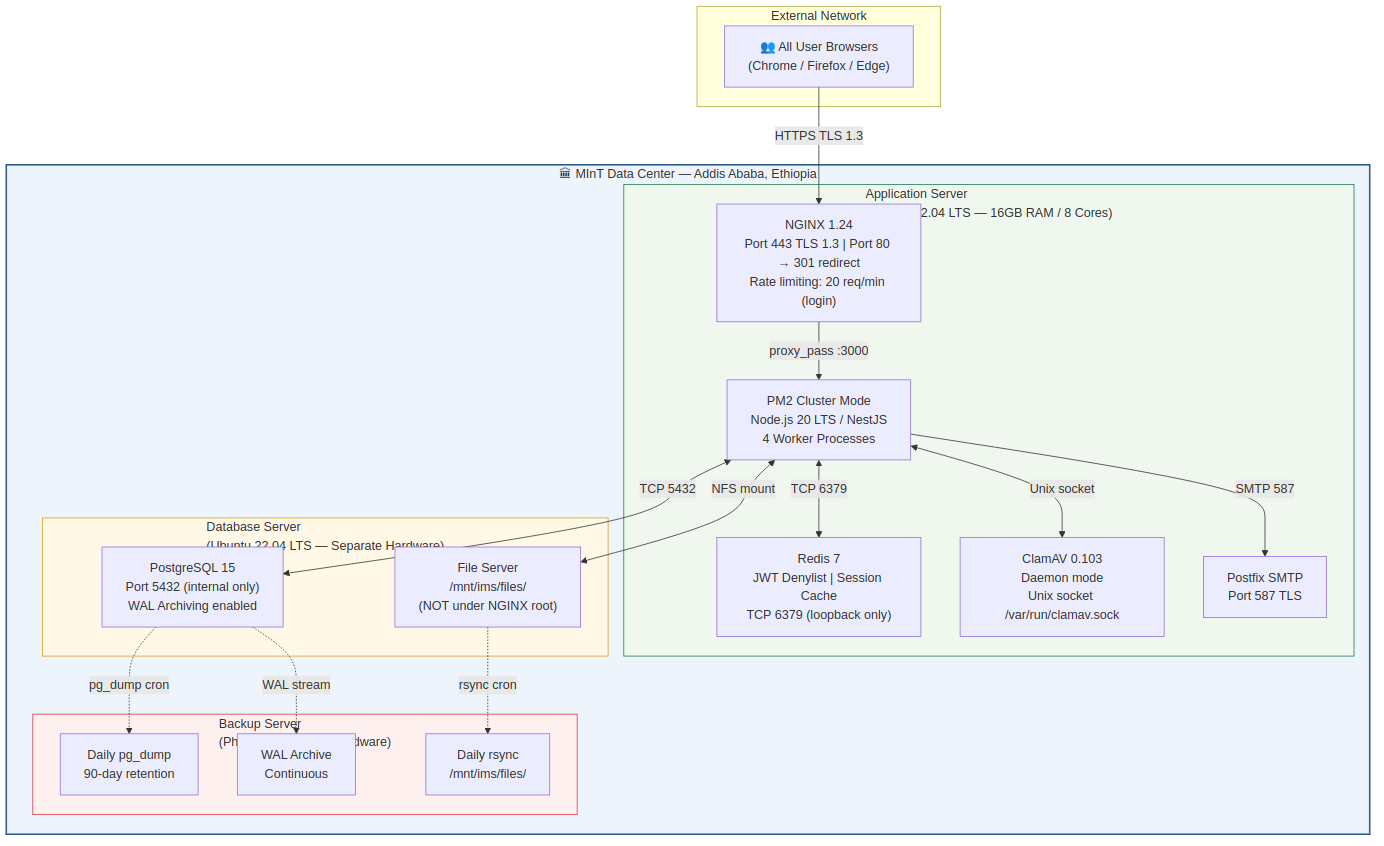 External Network
👥 All User Browsers
(Chrome / Firefox / Edge)
HTTPS TLS 1.3
🏛 MInT Data Center — Addis Ababa, Ethiopia
Application Server
2.04 LTS — 16GB RAM / 8 Cores)
NGINX 1.24
Port 443 TLS 1.3 | Port 80
→ 301 redirect
Rate limiting: 20 req/min
(login)
proxy_pass :3000
PM2 Cluster Mode
Node.js 20 LTS / NestJS
4 Worker Processes
TCP 5432
NFS mount
TCP 6379
Unix socket
SMTP 587
Database Server
(Ubuntu 22.04 LTS — Separate Hardware)
PostgreSQL 15
Port 5432 (internal only)
WAL Archiving enabled
File Server
/mnt/ims/files/
(NOT under NGINX root)
Redis 7
JWT Denylist | Session
Cache
TCP 6379 (loopback only)
ClamAV 0.103
Daemon mode
Unix socket
/var/run/clamav.sock
Postfix SMTP
Port 587 TLS
pg_dump cron
WAL stream
rsync cron
Backup Server
Daily pg_dump
90-day retention
WAL Archive
Continuous
Daily rsync
/mnt/ims/files/